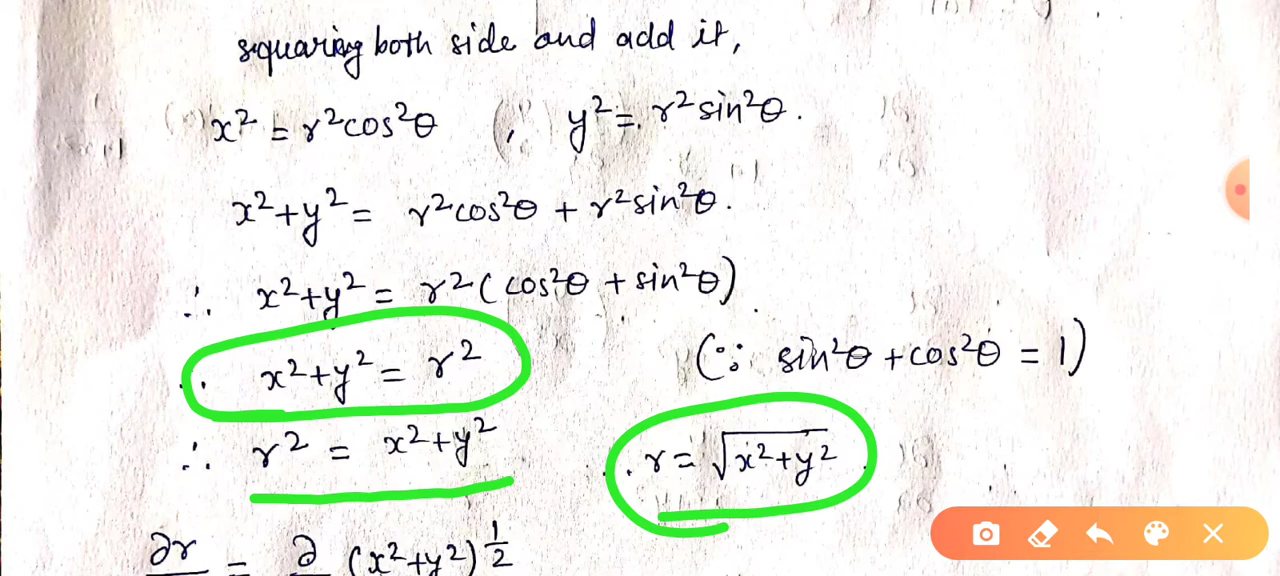 squaring both side and add it,
x² = r²cos²θ , y² = r²sin²θ.
x²+y² = r²cos²θ + r²sin²θ.
∴ x²+y² = r²(cos²θ + sin²θ)
∴ x²+y² = r² (∵ sin²θ + cos²θ = 1)
∴ r² = x²+y² ∴ r = √x²+y²
∂r = ∂ (x²+y²)^1/2